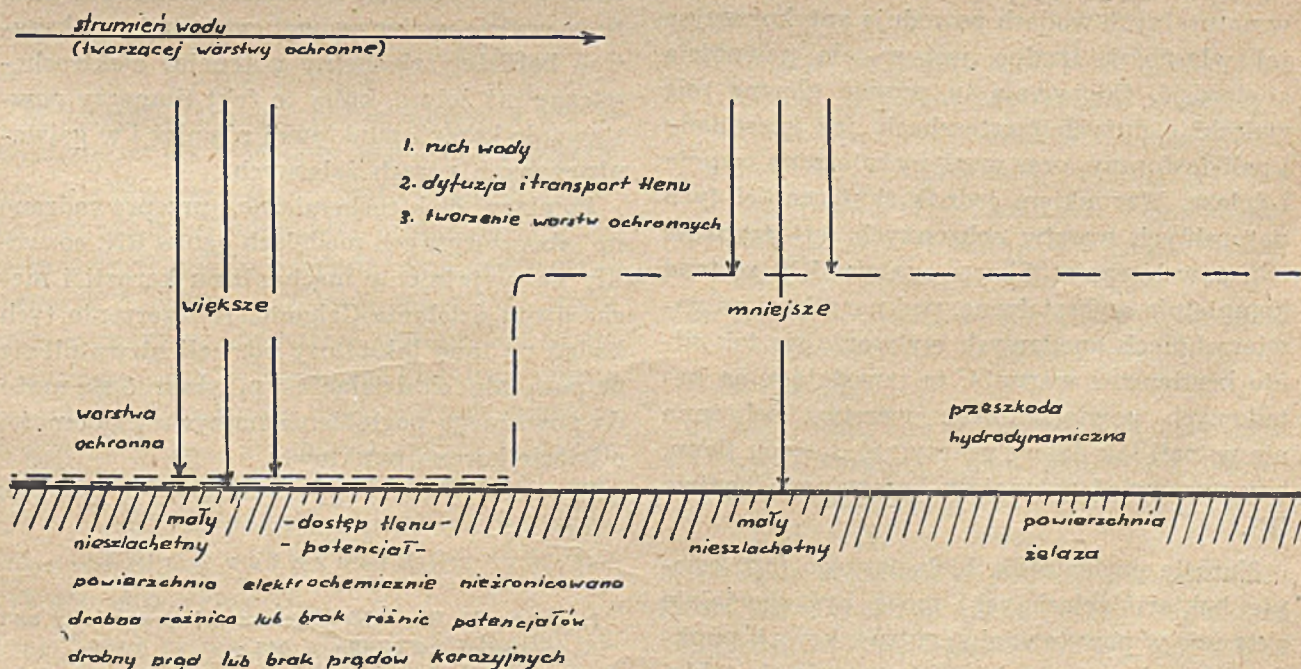 strumień wody
(tworzącej warstwy ochronne)
1. ruch wody
2. dyfuzja i transport tlenu
3. tworzenie warstw ochronnych
większe
mniejsze
warstwa
ochronna
przeszkoda
hydrodynamiczna
mały -dostęp tlenu- mały powierzchnia
nieszlachetny -potencjał- nieszlachetny żelaza
powierzchnia elektrochemicznie nieźronicowana
drobna różnica lub brak różnic potencjałów
drobny prąd lub brak prądów korozyjnych